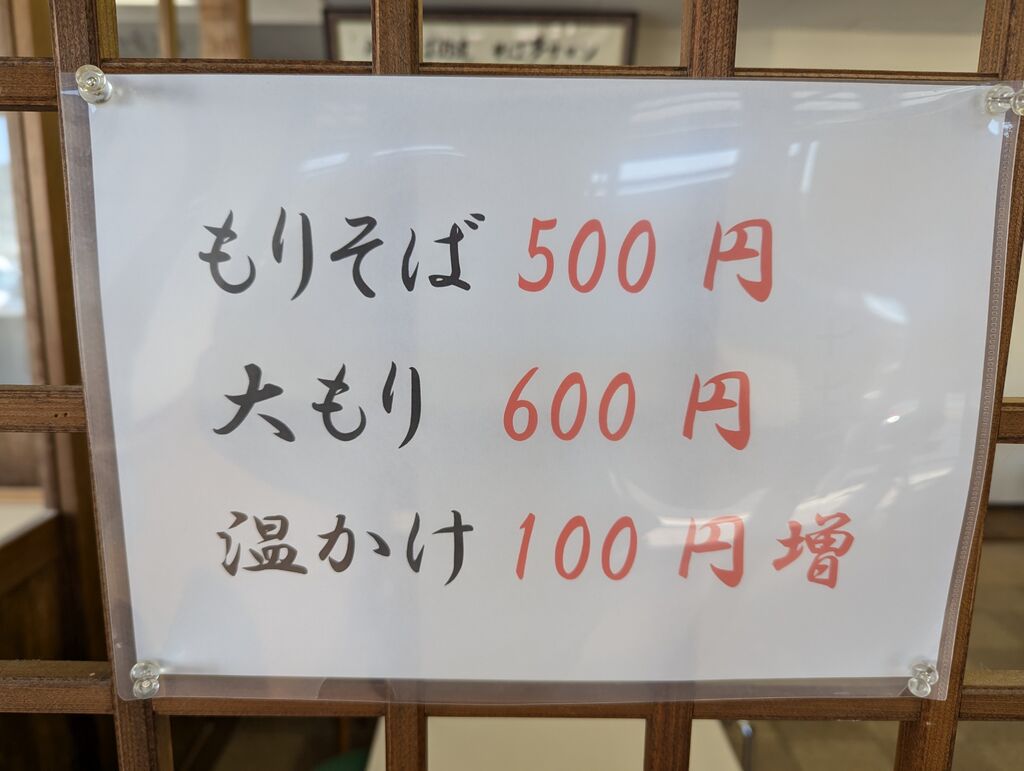 もりそば 500 円
大もり 600 円
温かけ 100 円 増